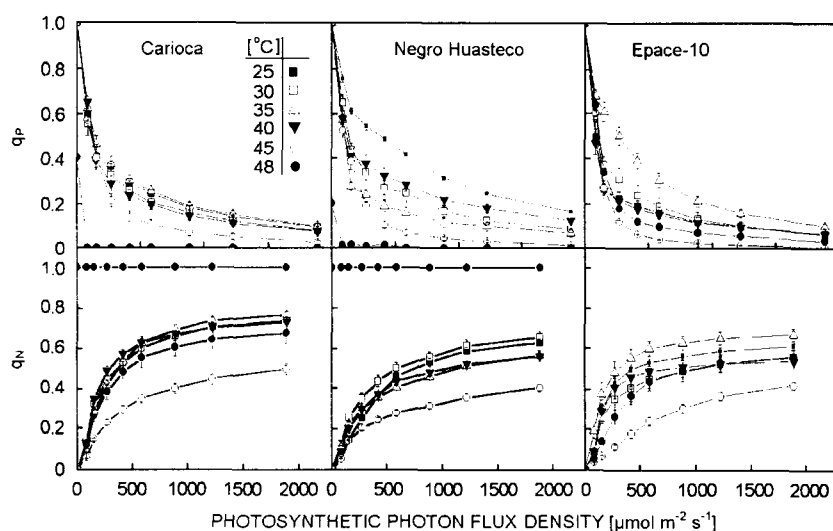 Carioca
Negro Huasteco
Epace-10
[°C]
25
30
35
40
45
48
qP
1.0
0.8
0.6
0.4
0.2
0
qN
1.0
0.8
0.6
0.4
0.2
0
0 500 1000 1500 2000
0 500 1000 1500 2000
0 500 1000 1500 2000
PHOTOSYNTHETIC PHOTON FLUX DENSITY [μmol m-2 s-1]